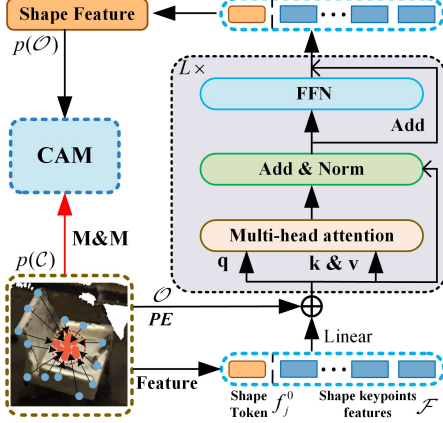 Shape Feature
p(O)
L×
FFN
Add
CAM
Add & Norm
M&M
Multi-head attention
p(C)
q
k & v
O
PE
Linear
Feature
Shape
Token
f_j^0
Shape keypoints
features
F